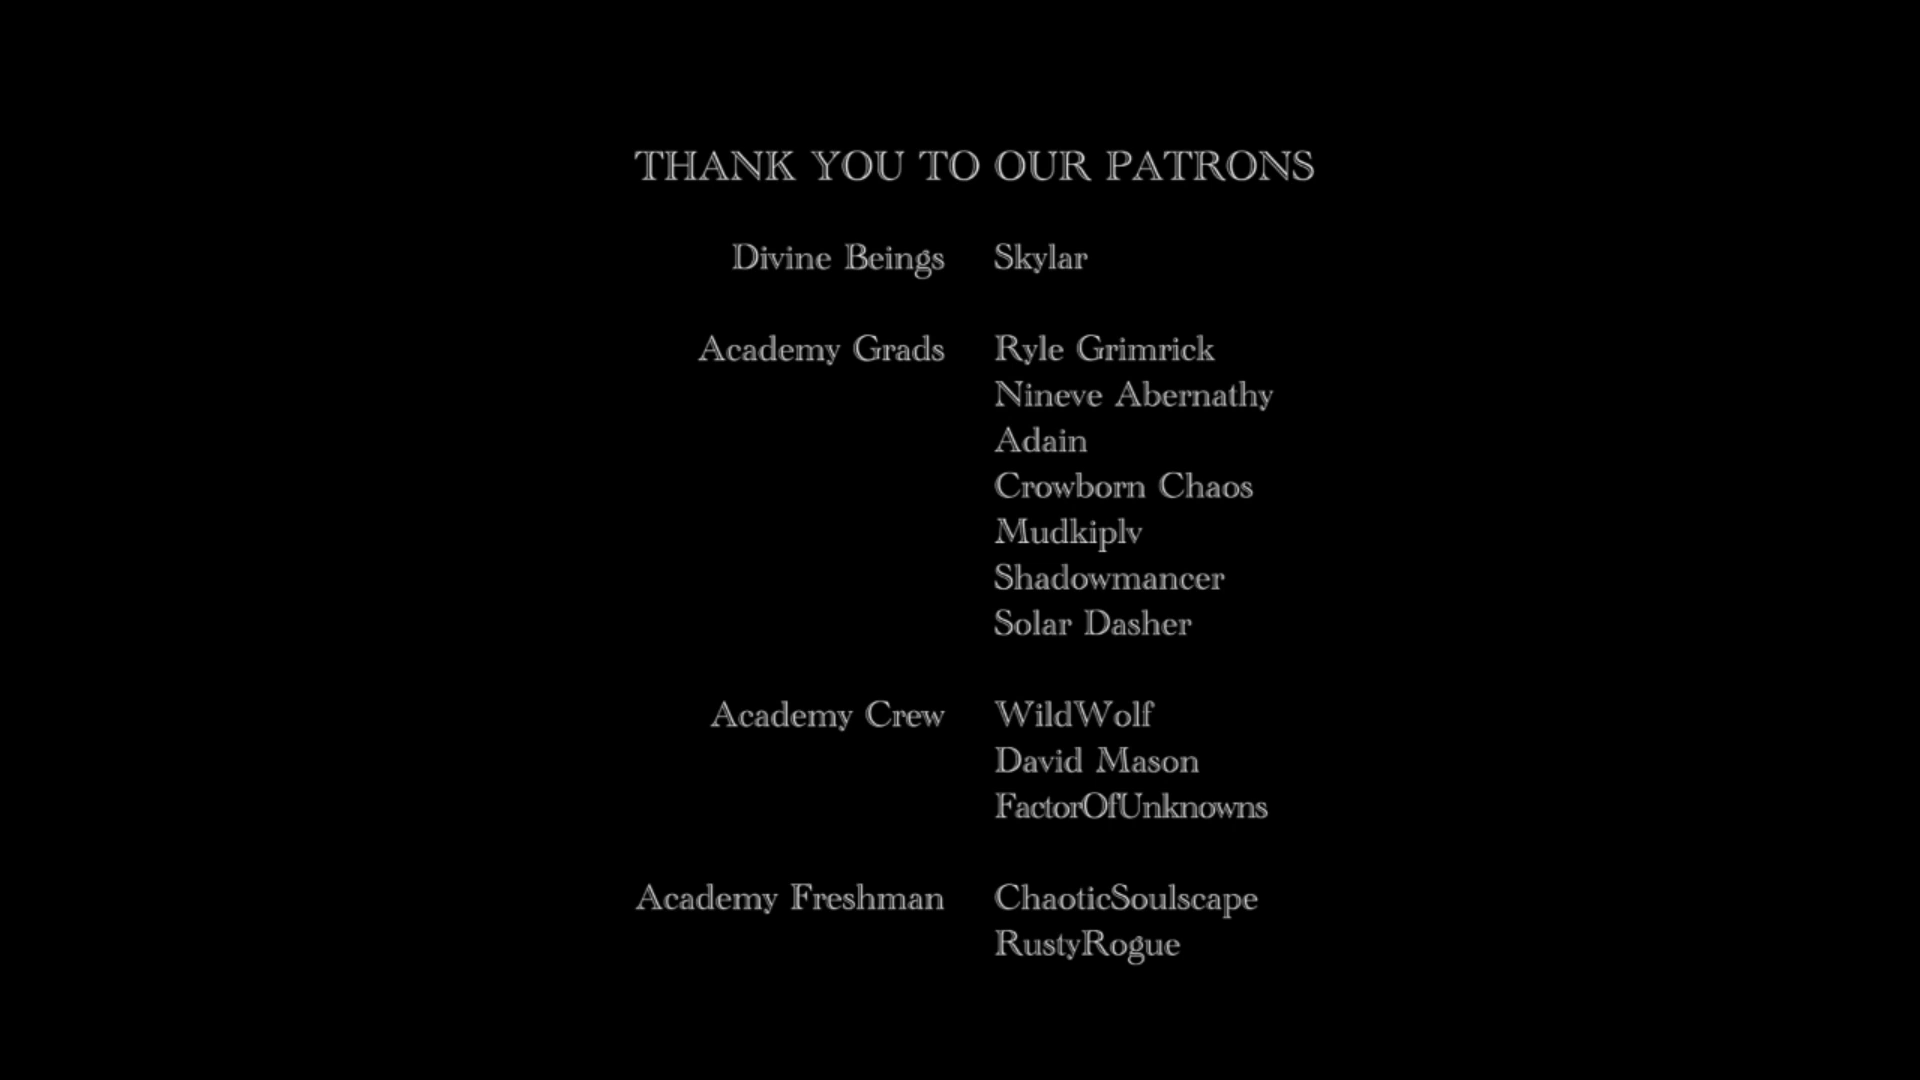 THANK YOU TO OUR PATRONS
Divine Beings Skylar
Academy Grads Ryle Grimrick
Nineve Abernathy
Adain
Crowborn Chaos
Mudkiplv
Shadowmancer
Solar Dasher
Academy Crew WildWolf
David Mason
FactorOfUnknowns
Academy Freshman ChaoticSoulscape
RustyRogue